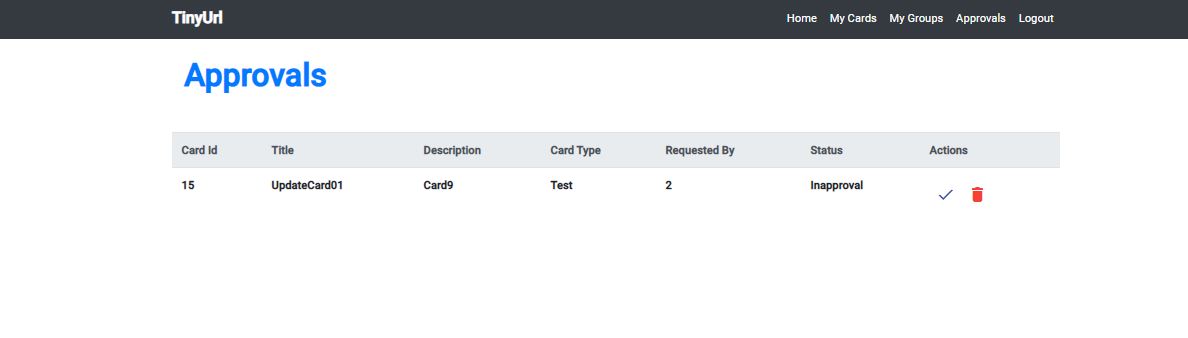 TinyUrl Home My Cards My Groups Approvals Logout
Approvals
Card Id Title Description Card Type Requested By Status Actions
15 UpdateCard01 Card9 Test 2 Inapproval